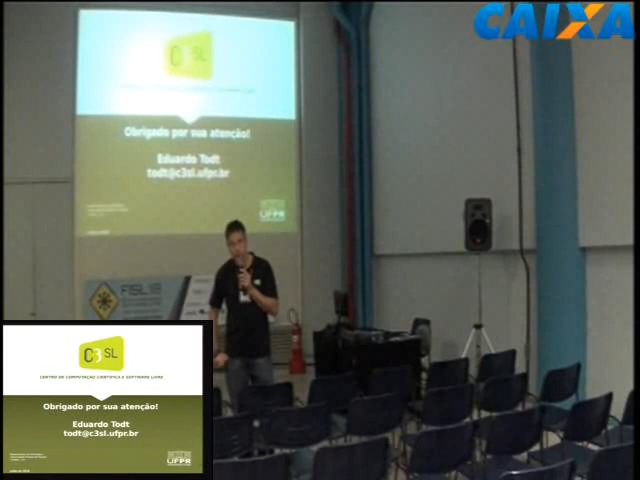 CAIXA
C3SL
Obrigado por sua atenção!
Eduardo Todt
todt@c3sl.ufpr.br
UFPR
FISL18
C3SL
CENTRO DE COMPUTAÇÃO CIENTÍFICA E SOFTWARE LIVRE
Obrigado por sua atenção!
Eduardo Todt
todt@c3sl.ufpr.br
UFPR